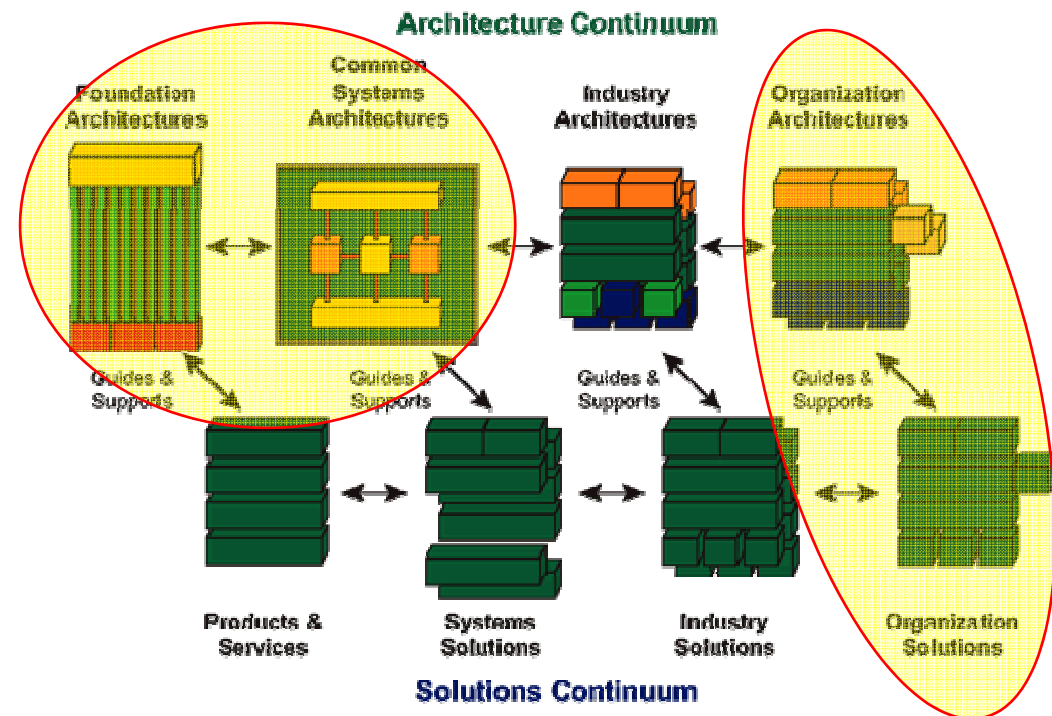 Architecture Continuum
Foundation
Architectures
Common
Systems
Architectures
Industry
Architectures
Organization
Architectures
Guides &
Supports
Guides &
Supports
Guides &
Supports
Guides &
Supports
Products &
Services
Systems
Solutions
Industry
Solutions
Organization
Solutions
Solutions Continuum